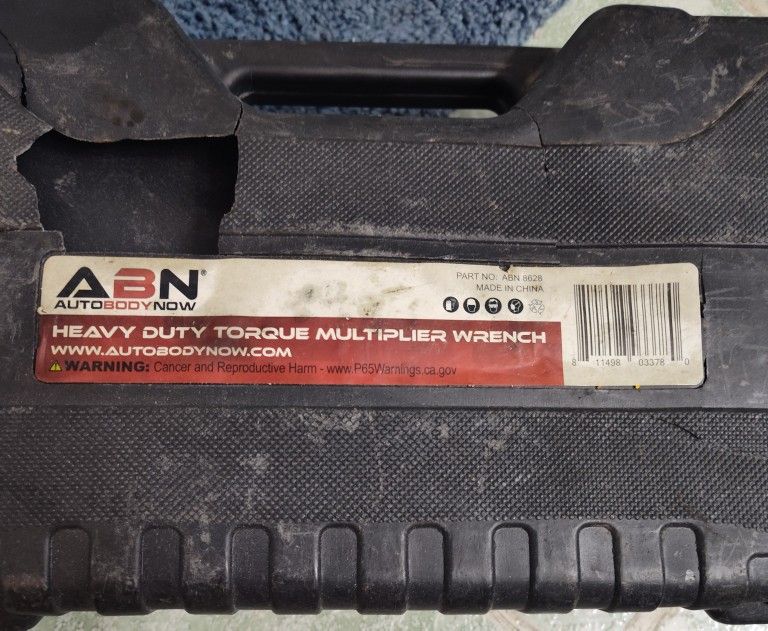 ABN®
AUTOBODYNOW
PART NO. ABN 8628
MADE IN CHINA
HEAVY DUTY TORQUE MULTIPLIER WRENCH
WWW.AUTOBODYNOW.COM
WARNING: Cancer and Reproductive Harm - www.P65Warnings.ca.gov
8 11498 03378 0